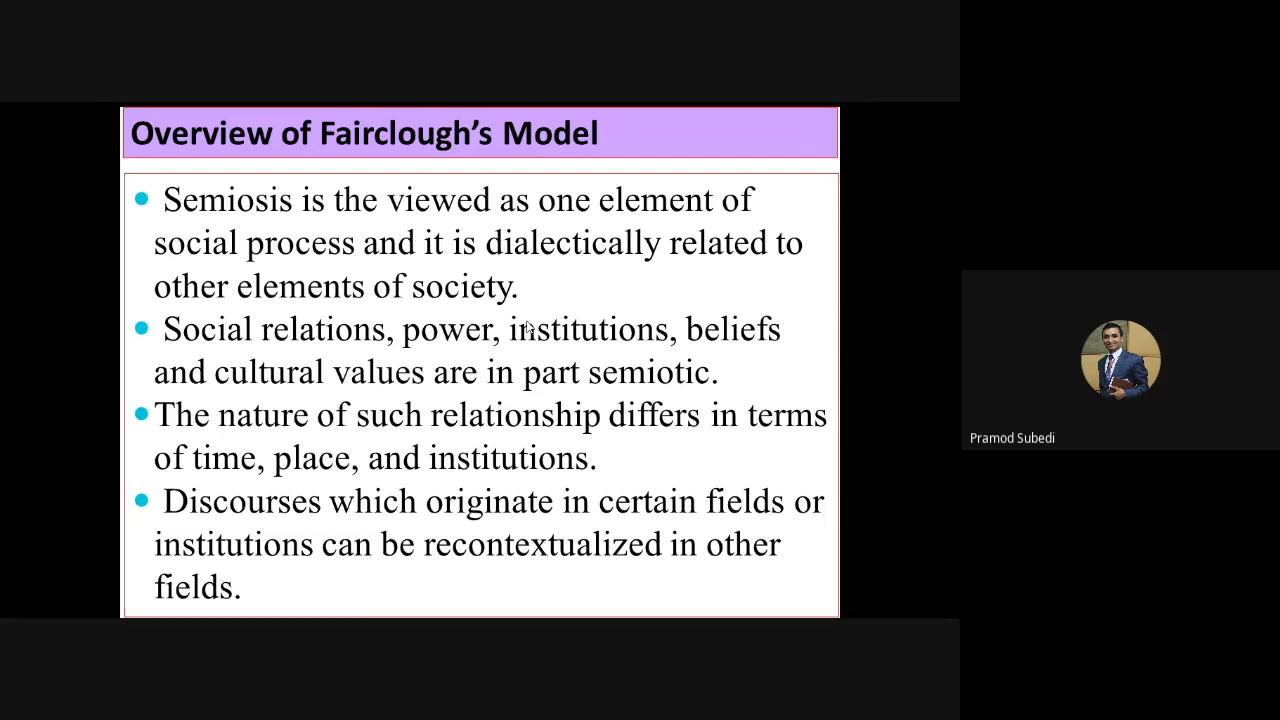 Overview of Fairclough’s Model
• Semiosis is the viewed as one element of
social process and it is dialectically related to
other elements of society.
• Social relations, power, institutions, beliefs
and cultural values are in part semiotic.
•The nature of such relationship differs in terms
of time, place, and institutions.
• Discourses which originate in certain fields or
institutions can be recontextualized in other
fields.
Pramod Subedi